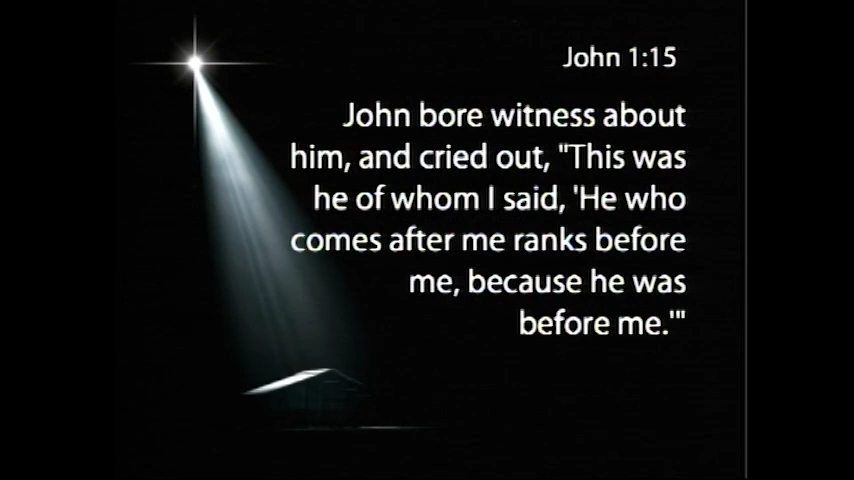 John 1:15
John bore witness about
him, and cried out, "This was
he of whom I said, 'He who
comes after me ranks before
me, because he was
before me.'"